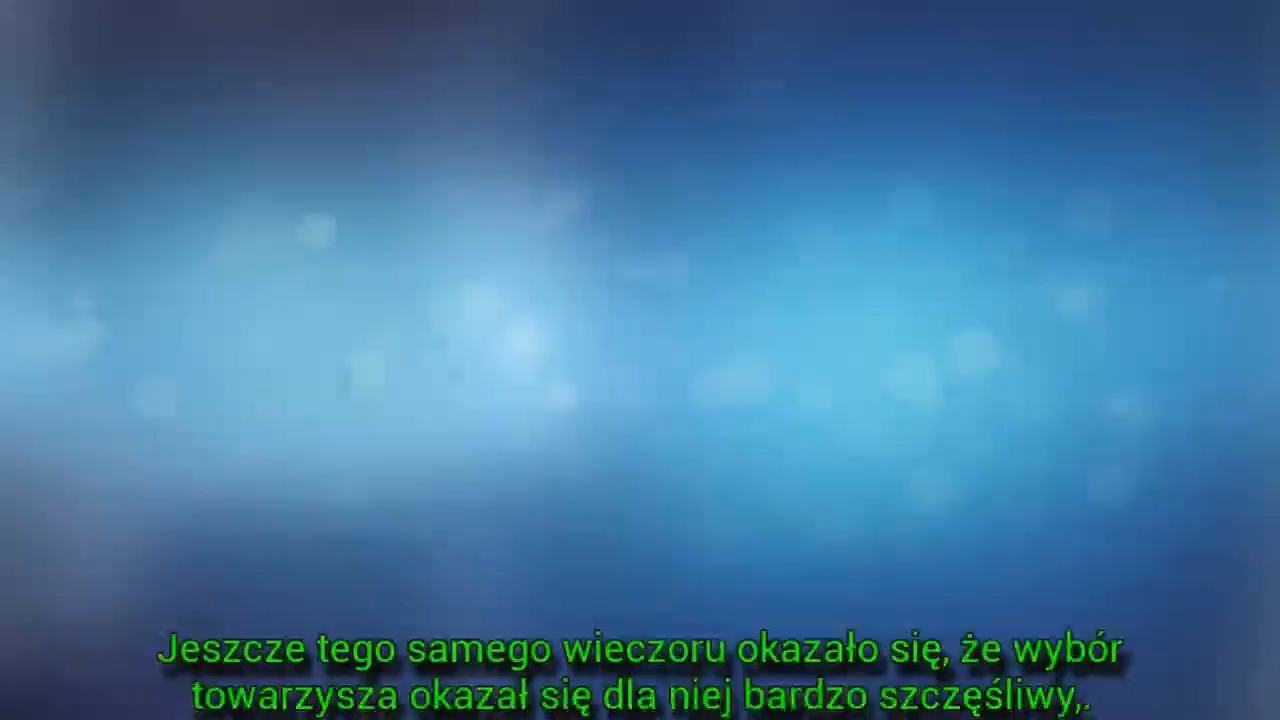 Jeszcze tego samego wieczoru okazało się, że wybór
towarzysza okazał się dla niej bardzo szczęśliwy,.